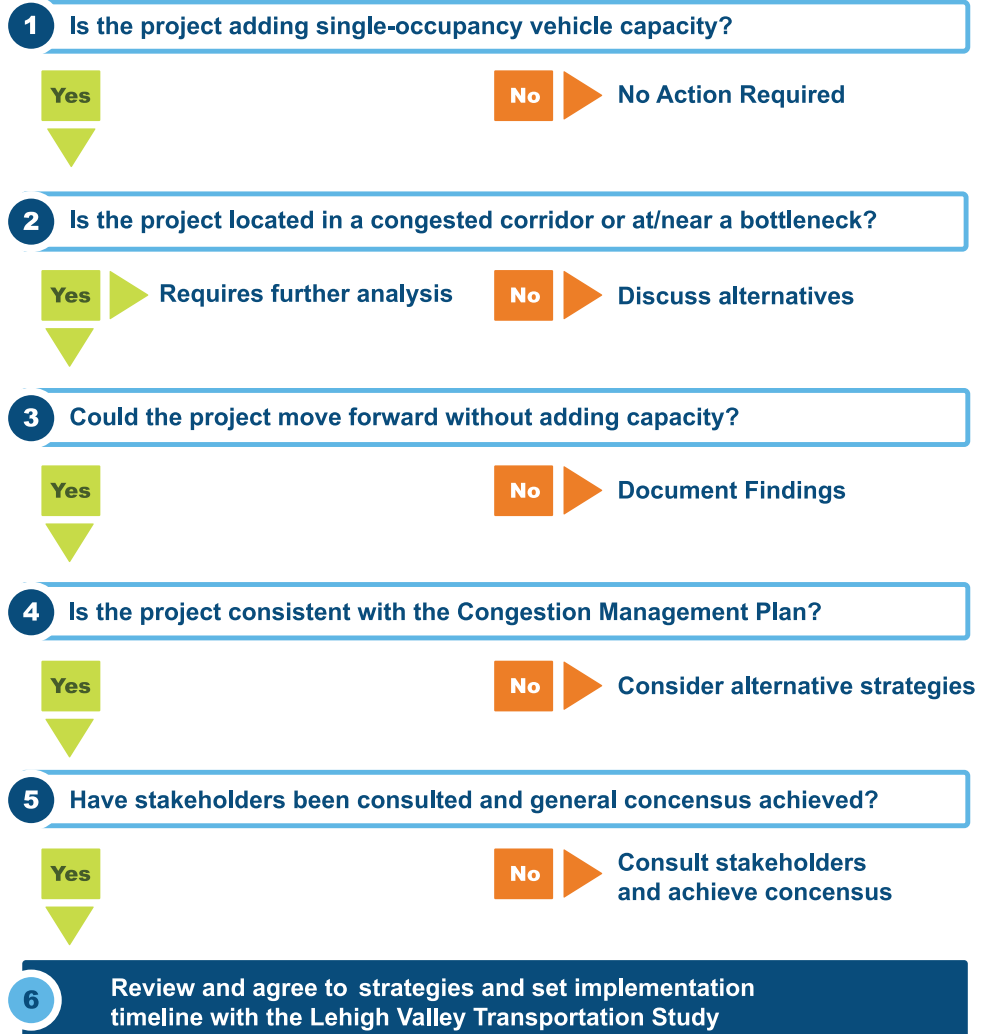 1 Is the project adding single-occupancy vehicle capacity?
Yes
No
No Action Required
2 Is the project located in a congested corridor or at/near a bottleneck?
Yes
Requires further analysis
No
Discuss alternatives
3 Could the project move forward without adding capacity?
Yes
No
Document Findings
4 Is the project consistent with the Congestion Management Plan?
Yes
No
Consider alternative strategies
5 Have stakeholders been consulted and general concensus achieved?
Yes
No
Consult stakeholders
and achieve concensus
6 Review and agree to strategies and set implementation
timeline with the Lehigh Valley Transportation Study